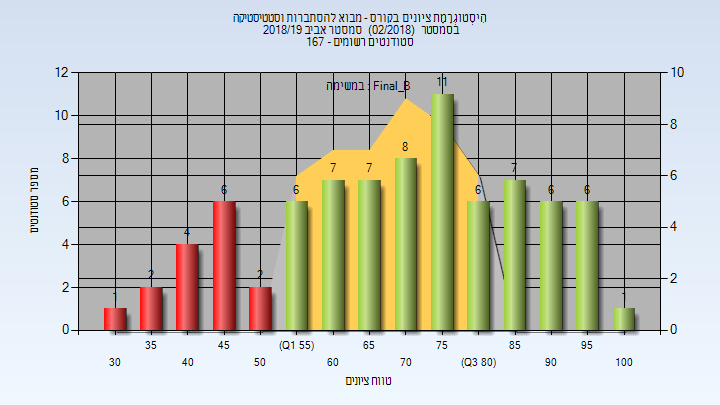 היסטוגרמת ציונים בקורס - מבוא להסתברות וסטטיסטיקה
בסמסטר (02/2018) סמסטר אביב 2018/19
סטודנטים רשומים - 167
במשימה : Final_B
12 10 8 6 4 2 0
10 8 6 4 2 0
1 2 4 6 2 6 7 7 8 11 6 7 6 6 1
מספר סטודנטים
35 45 (Q1 55) 65 75 85 95
30 40 50 60 70 (Q3 80) 90 100
טווח ציונים